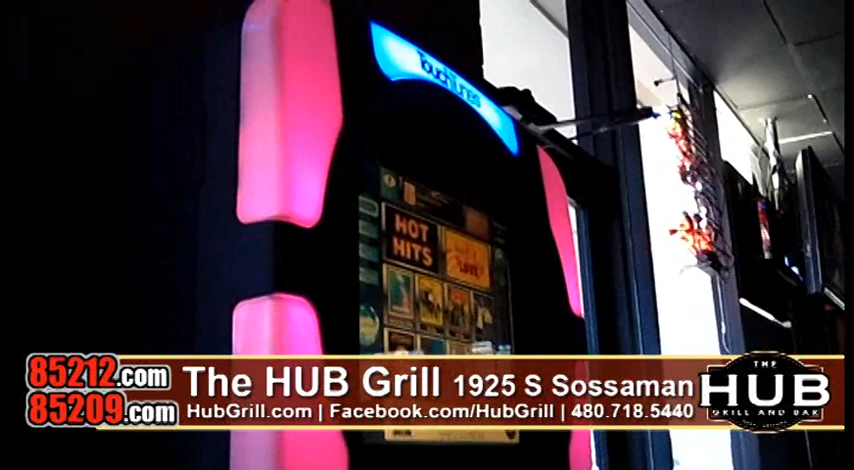 TouchTunes
HOT
HITS
LIVE!
85212.com
85209.com
The HUB Grill 1925 S Sossaman
HubGrill.com | Facebook.com/HubGrill | 480.718.5440
THE
HUB
GRILL AND BAR